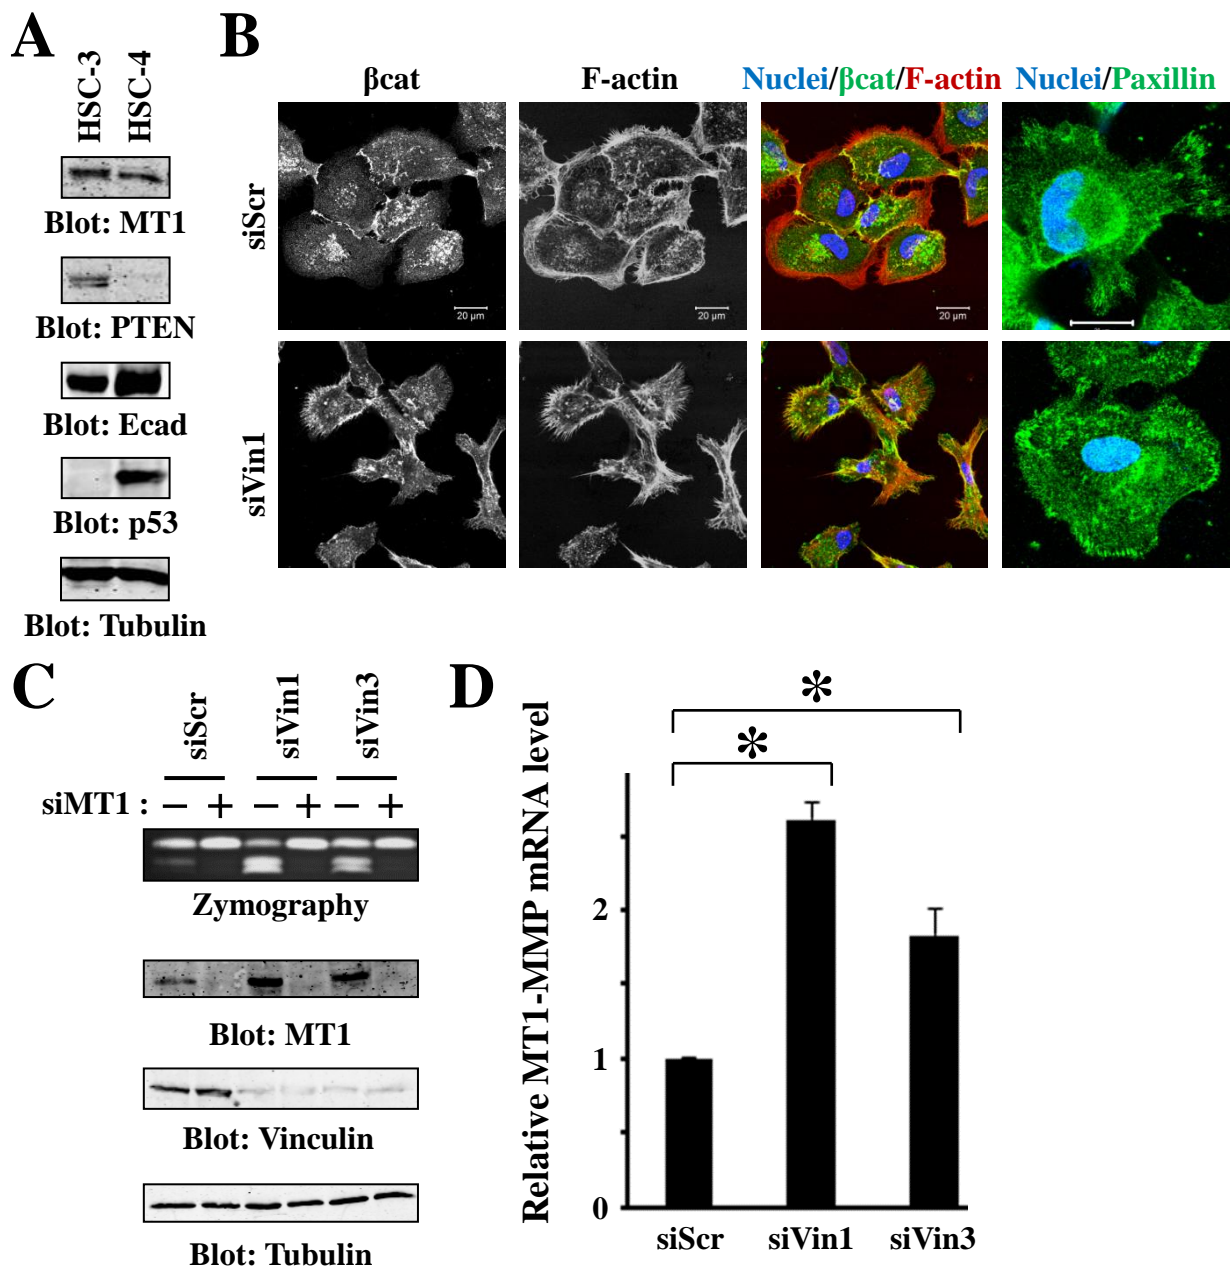 A
HSC-3
HSC-4
Blot: MT1
Blot: PTEN
Blot: Ecad
Blot: p53
Blot: Tubulin
B
βcat
F-actin
Nuclei/βcat/F-actin
Nuclei/Paxillin
siScr
20 µm
20 µm
20 µm
siVin1
C
siScr
siVin1
siVin3
siMT1 : − + − + − +
Zymography
Blot: MT1
Blot: Vinculin
Blot: Tubulin
D
*
*
Relative MT1-MMP mRNA level
2
1
0
siScr
siVin1
siVin3